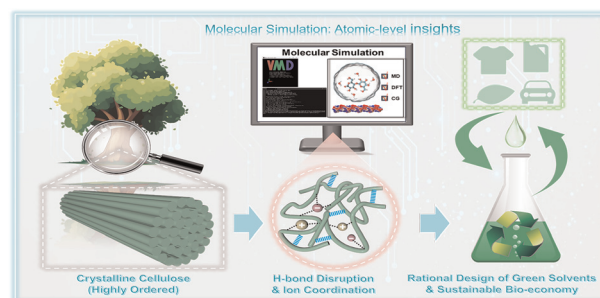 Molecular Simulation: Atomic-level insights
Molecular Simulation
VMD
MD
DFT
CG
Crystalline Cellulose
(Highly Ordered)
H-bond Disruption
& Ion Coordination
Rational Design of Green Solvents
& Sustainable Bio-economy